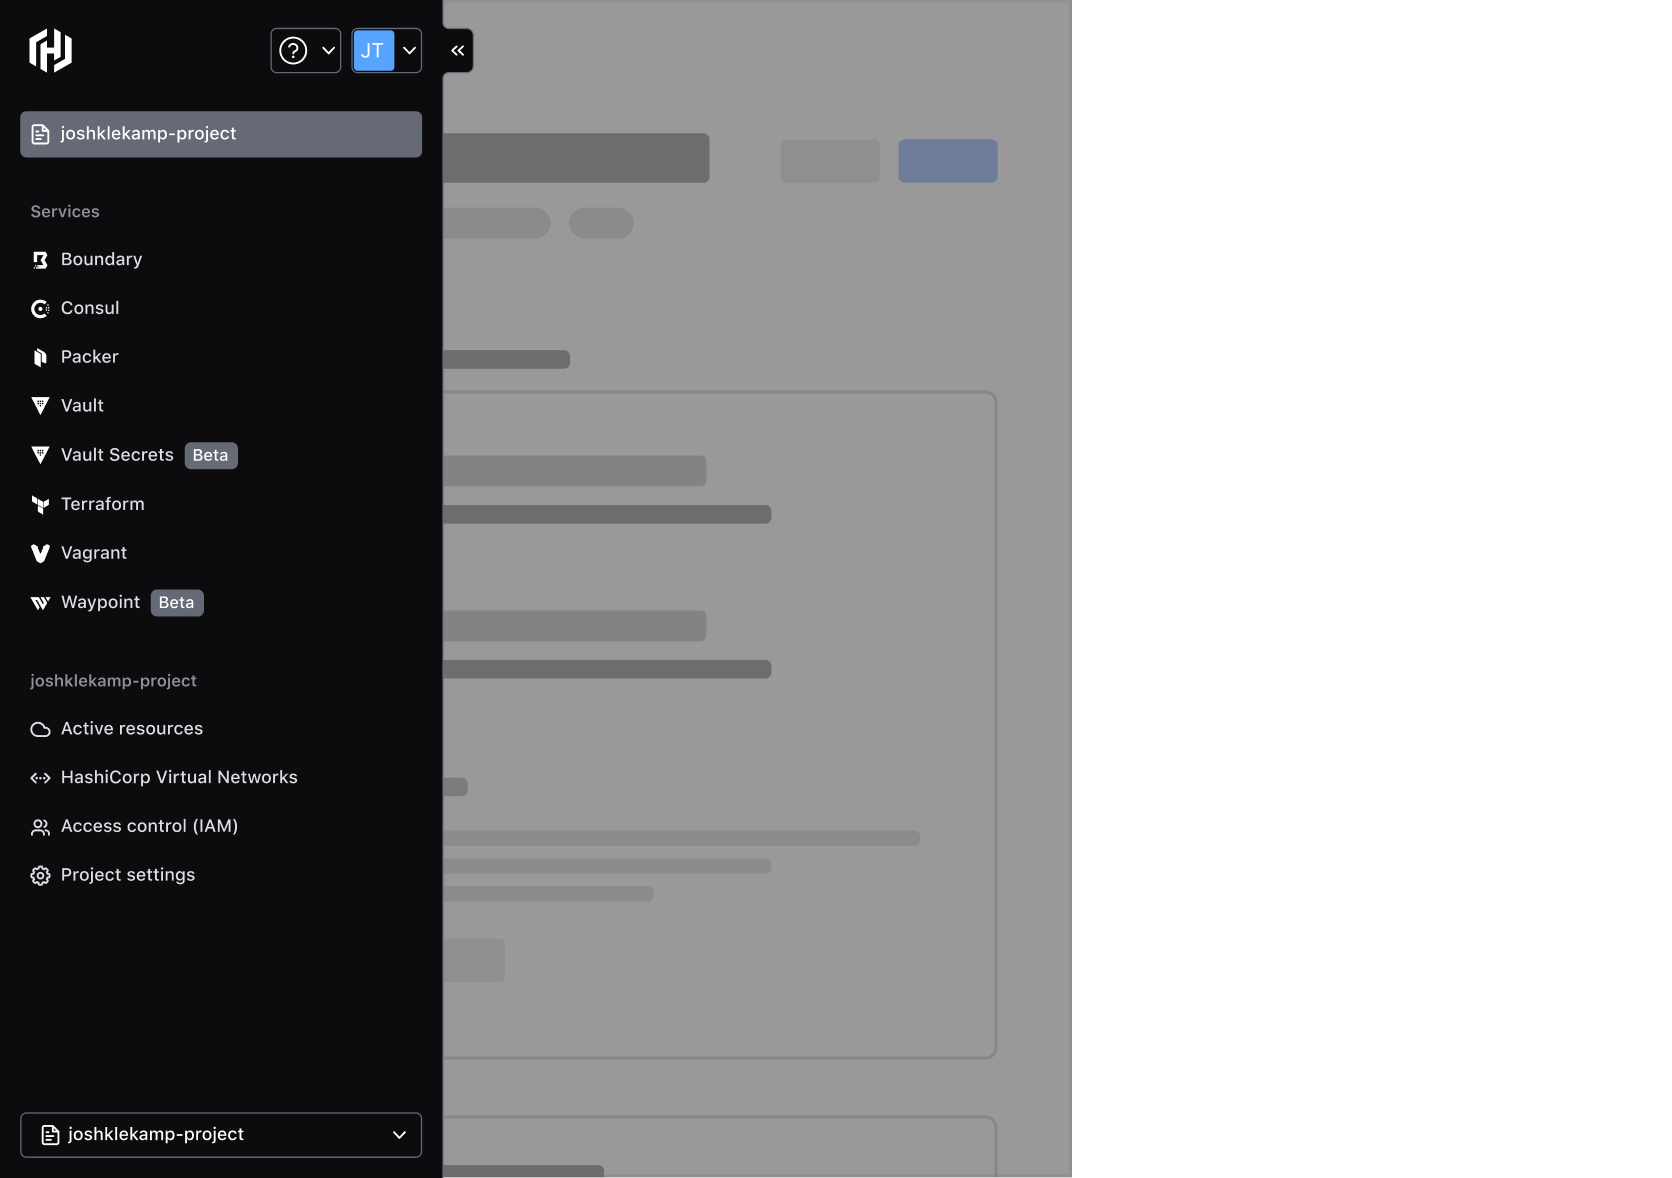 JT
joshklekamp-project
Services
Boundary
Consul
Packer
Vault
Vault Secrets Beta
Terraform
Vagrant
Waypoint Beta
joshklekamp-project
Active resources
HashiCorp Virtual Networks
Access control (IAM)
Project settings
joshklekamp-project